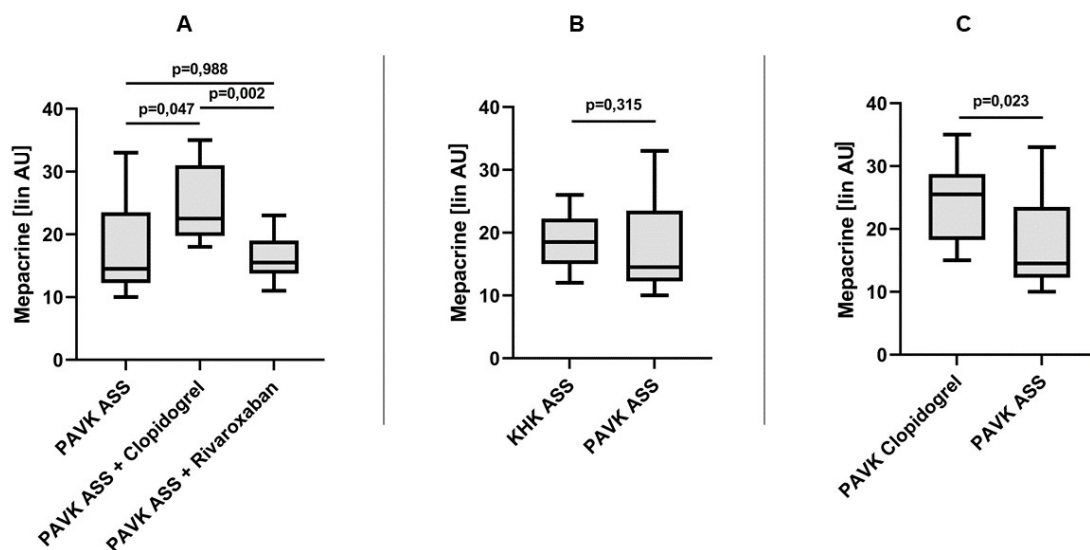 A
B
C
p=0,988
p=0,047
p=0,002
Mepacrine [lin AU]
40
30
20
10
0
PAVK ASS
PAVK ASS + Clopidogrel
PAVK ASS + Rivaroxaban
p=0,315
Mepacrine [lin AU]
40
30
20
10
0
KHK ASS
PAVK ASS
p=0,023
Mepacrine [lin AU]
40
30
20
10
0
PAVK Clopidogrel
PAVK ASS